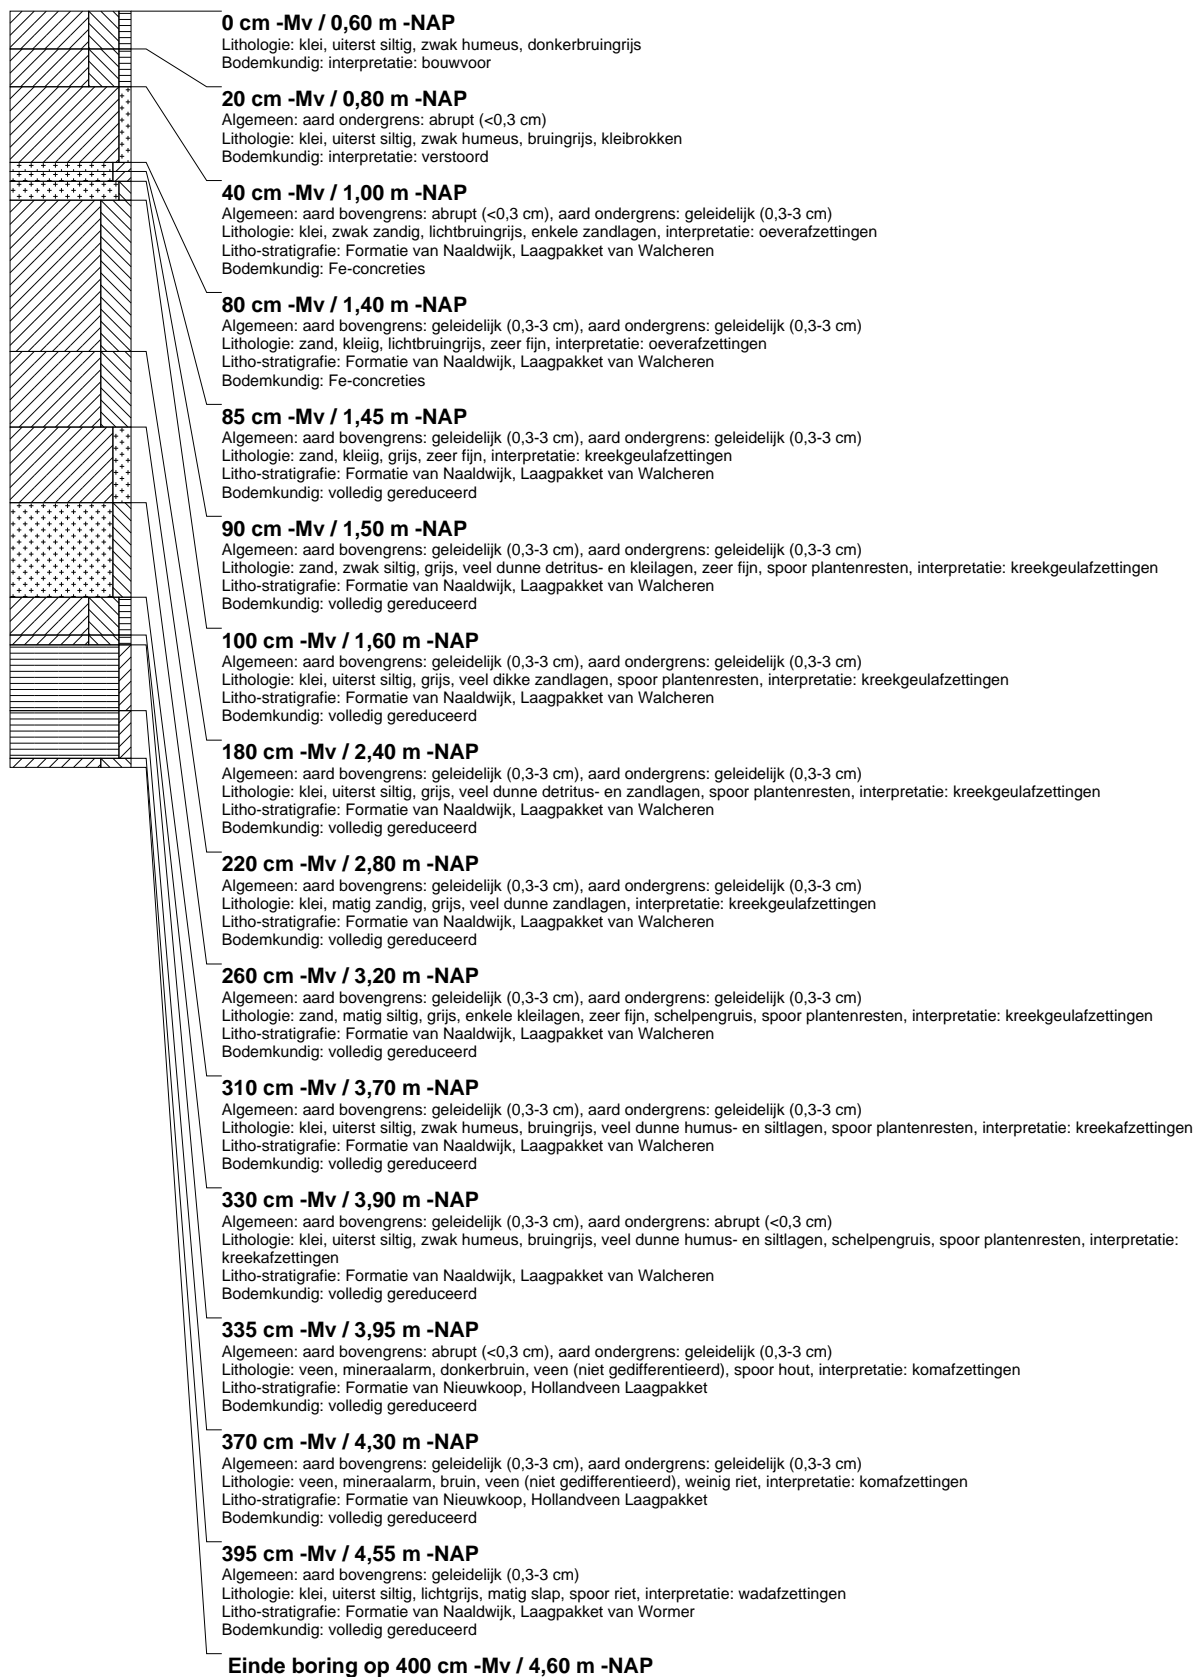 0 cm -Mv / 0,60 m -NAP
Lithologie: klei, uiterst siltig, zwak humeus, donkerbruingrijs
Bodemkundig: interpretatie: bouwvoor
20 cm -Mv / 0,80 m -NAP
Algemeen: aard ondergrens: abrupt (<0,3 cm)
Lithologie: klei, uiterst siltig, zwak humeus, bruingrijs, kleibrokken
Bodemkundig: interpretatie: verstoord
40 cm -Mv / 1,00 m -NAP
Algemeen: aard bovengrens: abrupt (<0,3 cm), aard ondergrens: geleidelijk (0,3-3 cm)
Lithologie: klei, zwak zandig, lichtbruingrijs, enkele zandlagen, interpretatie: oeverafzettingen
Litho-stratigrafie: Formatie van Naaldwijk, Laagpakket van Walcheren
Bodemkundig: Fe-concreties
80 cm -Mv / 1,40 m -NAP
Algemeen: aard bovengrens: geleidelijk (0,3-3 cm), aard ondergrens: geleidelijk (0,3-3 cm)
Lithologie: zand, kleiig, lichtbruingrijs, zeer fijn, interpretatie: oeverafzettingen
Litho-stratigrafie: Formatie van Naaldwijk, Laagpakket van Walcheren
Bodemkundig: Fe-concreties
85 cm -Mv / 1,45 m -NAP
Algemeen: aard bovengrens: geleidelijk (0,3-3 cm), aard ondergrens: geleidelijk (0,3-3 cm)
Lithologie: zand, kleiig, grijs, zeer fijn, interpretatie: kreekgeulafzettingen
Litho-stratigrafie: Formatie van Naaldwijk, Laagpakket van Walcheren
Bodemkundig: volledig gereduceerd
90 cm -Mv / 1,50 m -NAP
Algemeen: aard bovengrens: geleidelijk (0,3-3 cm), aard ondergrens: geleidelijk (0,3-3 cm)
Lithologie: zand, zwak siltig, grijs, veel dunne detritus- en kleilagen, zeer fijn, spoor plantenresten, interpretatie: kreekgeulafzettingen
Litho-stratigrafie: Formatie van Naaldwijk, Laagpakket van Walcheren
Bodemkundig: volledig gereduceerd
100 cm -Mv / 1,60 m -NAP
Algemeen: aard bovengrens: geleidelijk (0,3-3 cm), aard ondergrens: geleidelijk (0,3-3 cm)
Lithologie: klei, uiterst siltig, grijs, veel dikke zandlagen, spoor plantenresten, interpretatie: kreekgeulafzettingen
Litho-stratigrafie: Formatie van Naaldwijk, Laagpakket van Walcheren
Bodemkundig: volledig gereduceerd
180 cm -Mv / 2,40 m -NAP
Algemeen: aard bovengrens: geleidelijk (0,3-3 cm), aard ondergrens: geleidelijk (0,3-3 cm)
Lithologie: klei, uiterst siltig, grijs, veel dunne detritus- en zandlagen, spoor plantenresten, interpretatie: kreekgeulafzettingen
Litho-stratigrafie: Formatie van Naaldwijk, Laagpakket van Walcheren
Bodemkundig: volledig gereduceerd
220 cm -Mv / 2,80 m -NAP
Algemeen: aard bovengrens: geleidelijk (0,3-3 cm), aard ondergrens: geleidelijk (0,3-3 cm)
Lithologie: klei, matig zandig, grijs, veel dunne zandlagen, interpretatie: kreekgeulafzettingen
Litho-stratigrafie: Formatie van Naaldwijk, Laagpakket van Walcheren
Bodemkundig: volledig gereduceerd
260 cm -Mv / 3,20 m -NAP
Algemeen: aard bovengrens: geleidelijk (0,3-3 cm), aard ondergrens: geleidelijk (0,3-3 cm)
Lithologie: zand, matig siltig, grijs, enkele kleilagen, zeer fijn, schelpengruis, spoor plantenresten, interpretatie: kreekgeulafzettingen
Litho-stratigrafie: Formatie van Naaldwijk, Laagpakket van Walcheren
Bodemkundig: volledig gereduceerd
310 cm -Mv / 3,70 m -NAP
Algemeen: aard bovengrens: geleidelijk (0,3-3 cm), aard ondergrens: geleidelijk (0,3-3 cm)
Lithologie: klei, uiterst siltig, zwak humeus, bruingrijs, veel dunne humus- en siltlagen, spoor plantenresten, interpretatie: kreekafzettingen
Litho-stratigrafie: Formatie van Naaldwijk, Laagpakket van Walcheren
Bodemkundig: volledig gereduceerd
330 cm -Mv / 3,90 m -NAP
Algemeen: aard bovengrens: geleidelijk (0,3-3 cm), aard ondergrens: abrupt (<0,3 cm)
Lithologie: klei, uiterst siltig, zwak humeus, bruingrijs, veel dunne humus- en siltlagen, schelpengruis, spoor plantenresten, interpretatie:
kreekafzettingen
Litho-stratigrafie: Formatie van Naaldwijk, Laagpakket van Walcheren
Bodemkundig: volledig gereduceerd
335 cm -Mv / 3,95 m -NAP
Algemeen: aard bovengrens: abrupt (<0,3 cm), aard ondergrens: geleidelijk (0,3-3 cm)
Lithologie: veen, mineraalarm, donkerbruin, veen (niet gedifferentieerd), spoor hout, interpretatie: komafzettingen
Litho-stratigrafie: Formatie van Nieuwkoop, Hollandveen Laagpakket
Bodemkundig: volledig gereduceerd
370 cm -Mv / 4,30 m -NAP
Algemeen: aard bovengrens: geleidelijk (0,3-3 cm), aard ondergrens: geleidelijk (0,3-3 cm)
Lithologie: veen, mineraalarm, bruin, veen (niet gedifferentieerd), weinig riet, interpretatie: komafzettingen
Litho-stratigrafie: Formatie van Nieuwkoop, Hollandveen Laagpakket
Bodemkundig: volledig gereduceerd
395 cm -Mv / 4,55 m -NAP
Algemeen: aard bovengrens: geleidelijk (0,3-3 cm)
Lithologie: klei, uiterst siltig, lichtgrijs, matig slap, spoor riet, interpretatie: wadafzettingen
Litho-stratigrafie: Formatie van Naaldwijk, Laagpakket van Wormer
Bodemkundig: volledig gereduceerd
Einde boring op 400 cm -Mv / 4,60 m -NAP